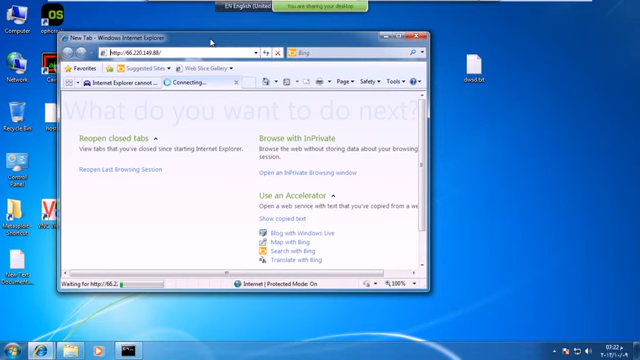 EN English (United
You are sharing your desktop
New Tab - Windows Internet Explorer
http://66.220.149.88/
Bing
Favorites
Suggested Sites
Web Slice Gallery
Internet Explorer cannot ...
Connecting...
Page
Safety
Tools
What do you want to do next?
Reopen closed tabs
View tabs that you've closed since starting Internet Explorer.
Reopen Last Browsing Session
Browse with InPrivate
Browse the web without storing data about your browsing
session.
Open an InPrivate Browsing window
Use an Accelerator
Open a web service with text that you've copied from a we
Show copied text
Blog with Windows Live
Map with Bing
Search with Bing
Translate with Bing
Waiting for http://66.2
Internet | Protected Mode: On
100%
Computer
ophcr
Network
Ca
Recycle Bin
host
Control
Panel
Metasploit -
Shortcut
VNC
New Text
Document...
dwsd.txt
07:22 م